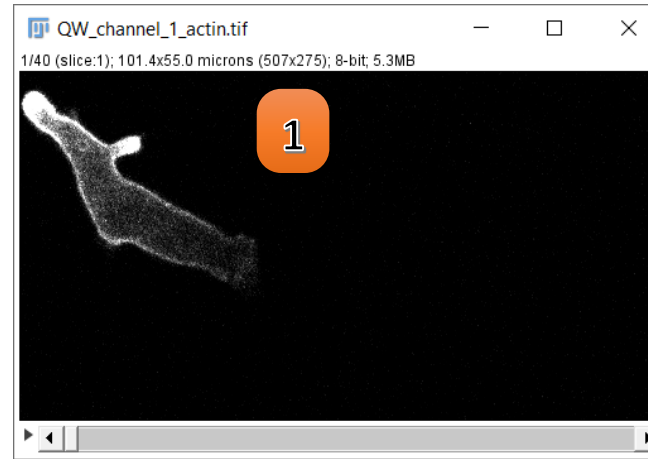 QW_channel_1_actin.tif
1/40 (slice:1); 101.4x55.0 microns (507x275); 8-bit; 5.3MB
1